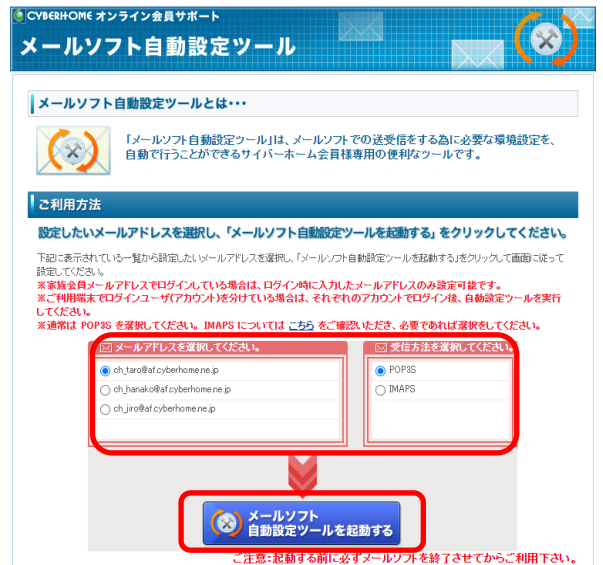 CYBERHOME オンライン会員サポート
メールソフト自動設定ツール
メールソフト自動設定ツールとは・・・
「メールソフト自動設定ツール」は、メールソフトでの送受信をする為に必要な環境設定を、
自動で行うことができるサイバーホーム会員様専用の便利なツールです。
ご利用方法
設定したいメールアドレスを選択し、「メールソフト自動設定ツールを起動する」をクリックしてください。
下記に表示されている一覧から設定したいメールアドレスを選択し、「メールソフト自動設定ツールを起動する」をクリックして画面に従って
設定してください。
※家族会員メールアドレスでログインしている場合は、ログイン時に入力したメールアドレスのみ設定可能です。
※ご利用端末でログインユーザ(アカウント)を分けている場合は、それぞれのアカウントでログイン後、自動設定ツールを実行
してください。
※通常は POP3S を選択してください。IMAPS については こちら をご確認いただき、必要であれば選択をしてください。
メールアドレスを選択してください。
受信方法を選択してください。
ch_taro@af.cyberhome.ne.jp
POP3S
ch_hanako@af.cyberhome.ne.jp
IMAPS
ch_jiro@af.cyberhome.ne.jp
メールソフト
自動設定ツールを起動する
ご注意:起動する前に必ずメールソフトを終了させてからご利用下さい。